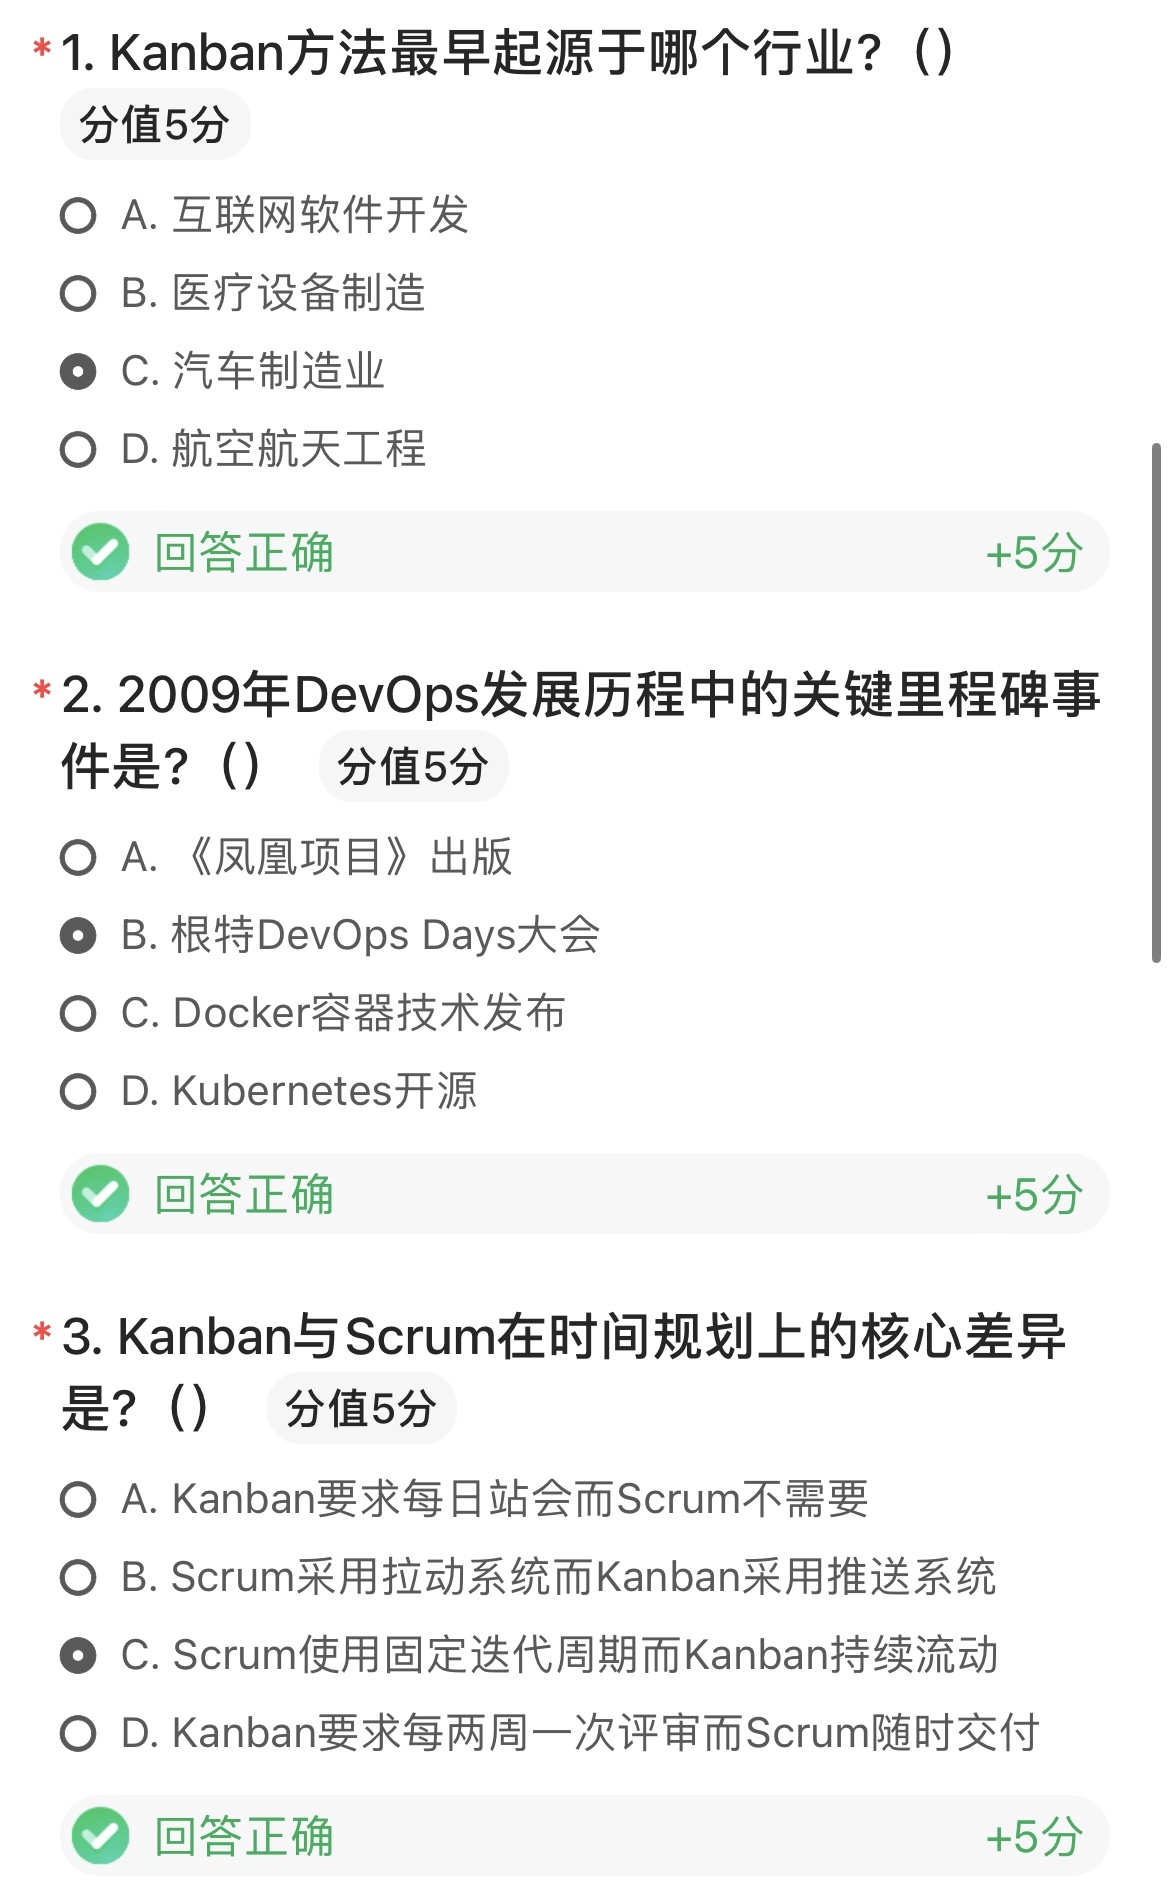 *1. Kanban方法最早起源于哪个行业？()
分值5分
A. 互联网软件开发
B. 医疗设备制造
C. 汽车制造业
D. 航空航天工程
回答正确 +5分
*2. 2009年DevOps发展历程中的关键里程碑事
件是？() 分值5分
A. 《凤凰项目》出版
B. 根特DevOps Days大会
C. Docker容器技术发布
D. Kubernetes开源
回答正确 +5分
*3. Kanban与Scrum在时间规划上的核心差异
是？() 分值5分
A. Kanban要求每日站会而Scrum不需要
B. Scrum采用拉动系统而Kanban采用推送系统
C. Scrum使用固定迭代周期而Kanban持续流动
D. Kanban要求每两周一次评审而Scrum随时交付
回答正确 +5分